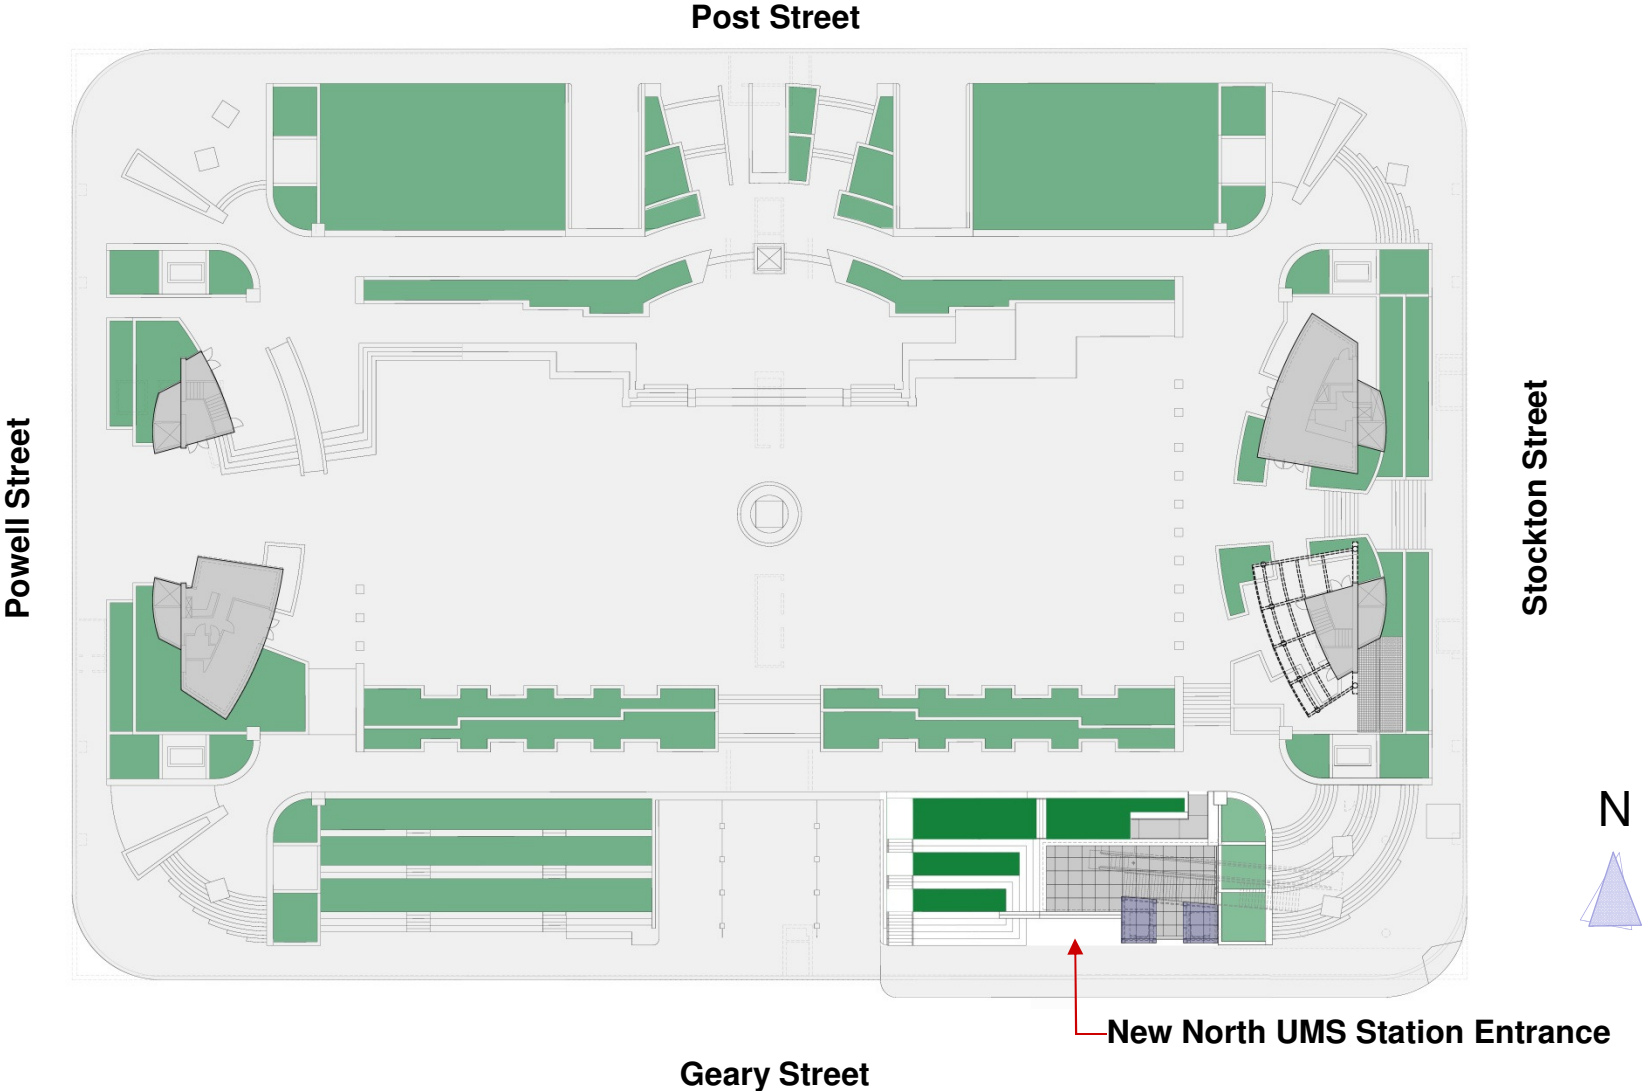 Post Street
Powell Street
Stockton Street
N
New North UMS Station Entrance
Geary Street